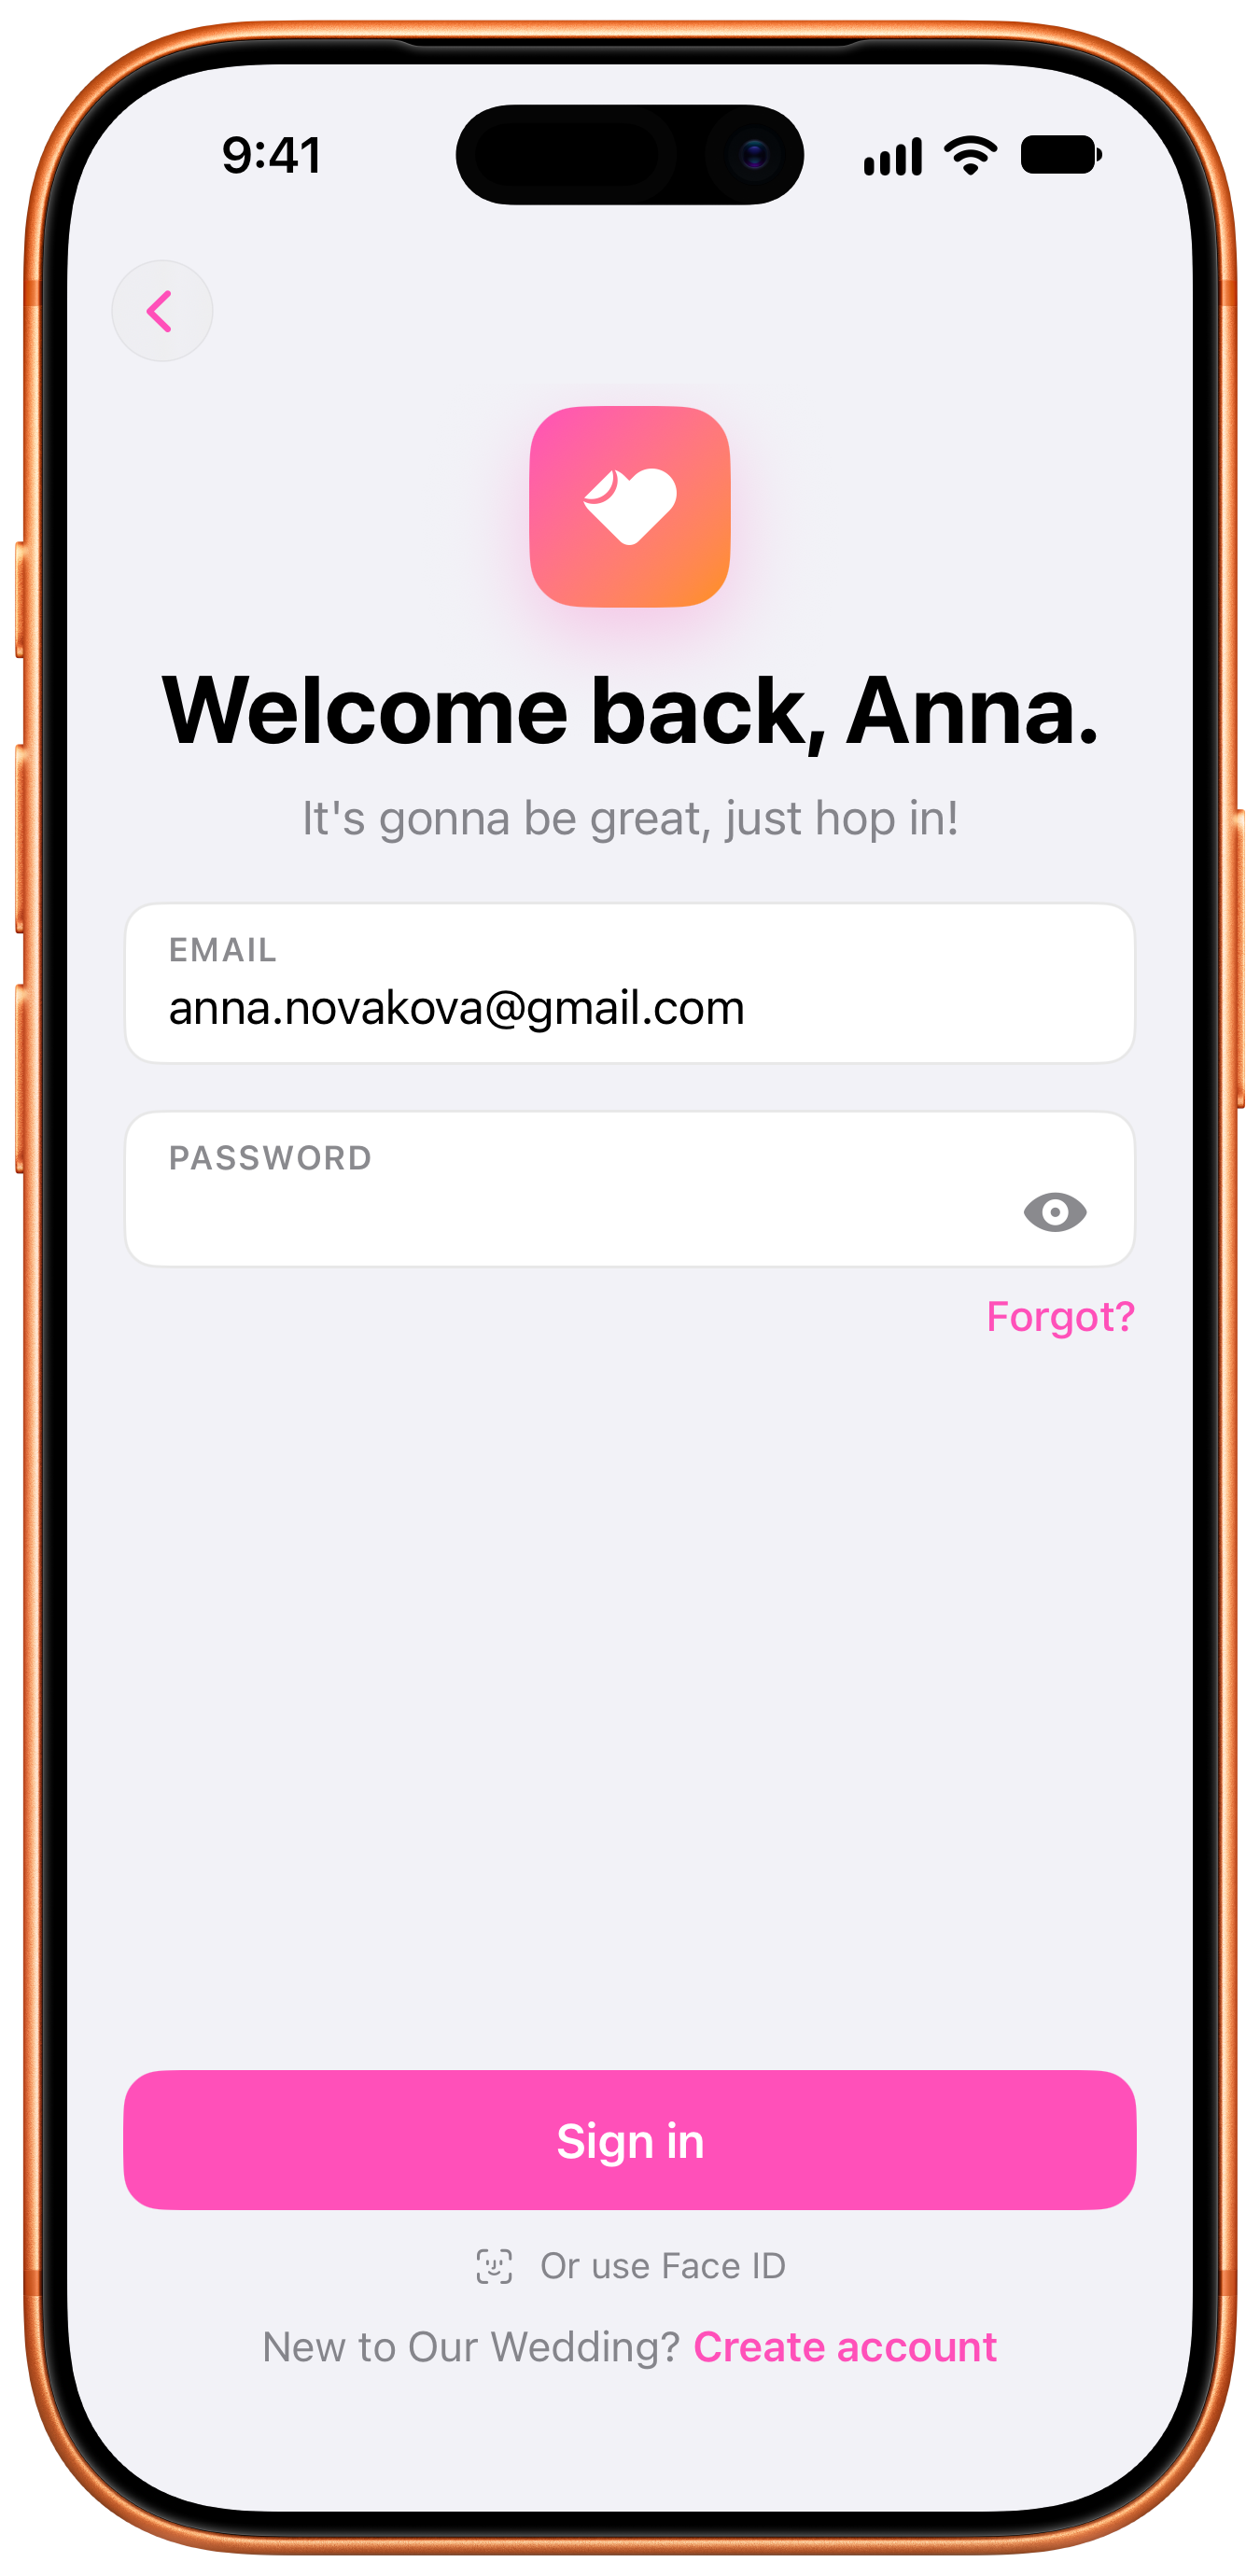 9:41
Welcome back, Anna.
It's gonna be great, just hop in!
EMAIL
anna.novakova@gmail.com
PASSWORD
Forgot?
Sign in
Or use Face ID
New to Our Wedding? Create account